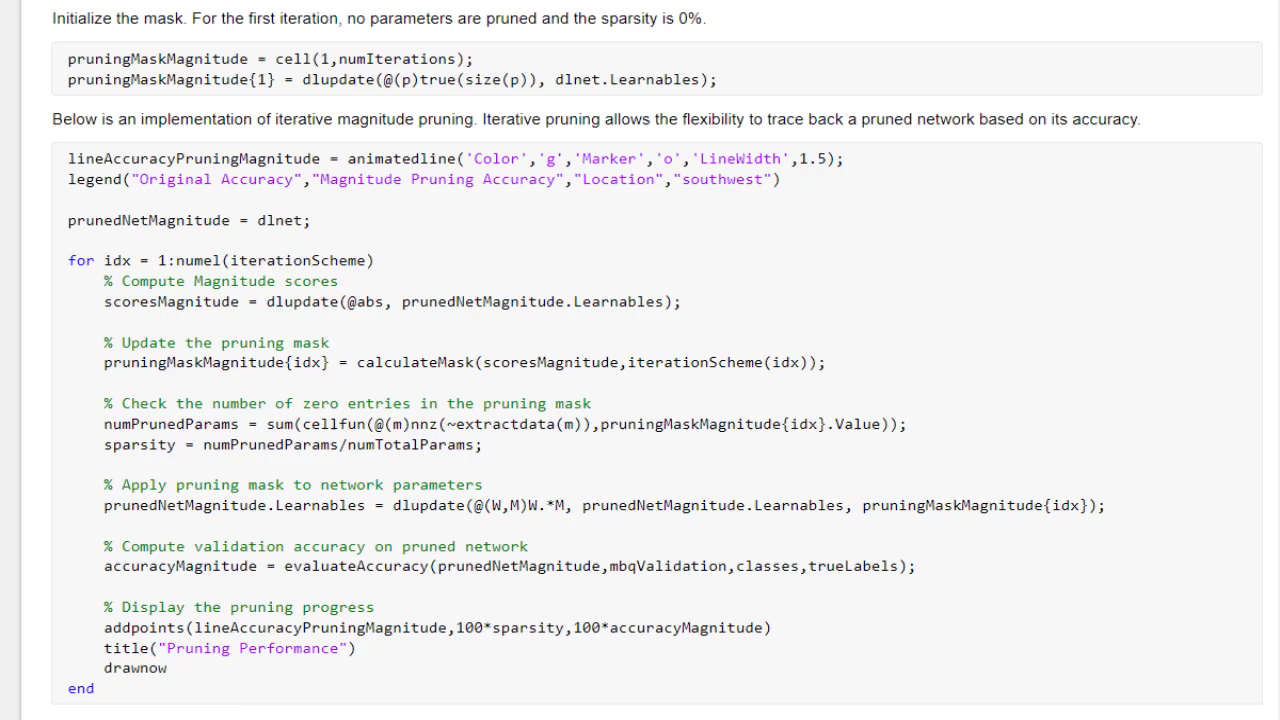 Initialize the mask. For the first iteration, no parameters are pruned and the sparsity is 0%.
pruningMaskMagnitude = cell(1,numIterations);
pruningMaskMagnitude{1} = dlupdate(@(p)true(size(p)), dlnet.Learnables);
Below is an implementation of iterative magnitude pruning. Iterative pruning allows the flexibility to trace back a pruned network based on its accuracy.
lineAccuracyPruningMagnitude = animatedline('Color','g','Marker','o','LineWidth',1.5);
legend("Original Accuracy","Magnitude Pruning Accuracy","Location","southwest")
prunedNetMagnitude = dlnet;
for idx = 1:numel(iterationScheme)
% Compute Magnitude scores
scoresMagnitude = dlupdate(@abs, prunedNetMagnitude.Learnables);
% Update the pruning mask
pruningMaskMagnitude{idx} = calculateMask(scoresMagnitude,iterationScheme(idx));
% Check the number of zero entries in the pruning mask
numPrunedParams = sum(cellfun(@(m)nnz(~extractdata(m)),pruningMaskMagnitude{idx}.Value));
sparsity = numPrunedParams/numTotalParams;
% Apply pruning mask to network parameters
prunedNetMagnitude.Learnables = dlupdate(@(W,M)W.*M, prunedNetMagnitude.Learnables, pruningMaskMagnitude{idx});
% Compute validation accuracy on pruned network
accuracyMagnitude = evaluateAccuracy(prunedNetMagnitude,mbqValidation,classes,trueLabels);
% Display the pruning progress
addpoints(lineAccuracyPruningMagnitude,100*sparsity,100*accuracyMagnitude)
title("Pruning Performance")
drawnow
end